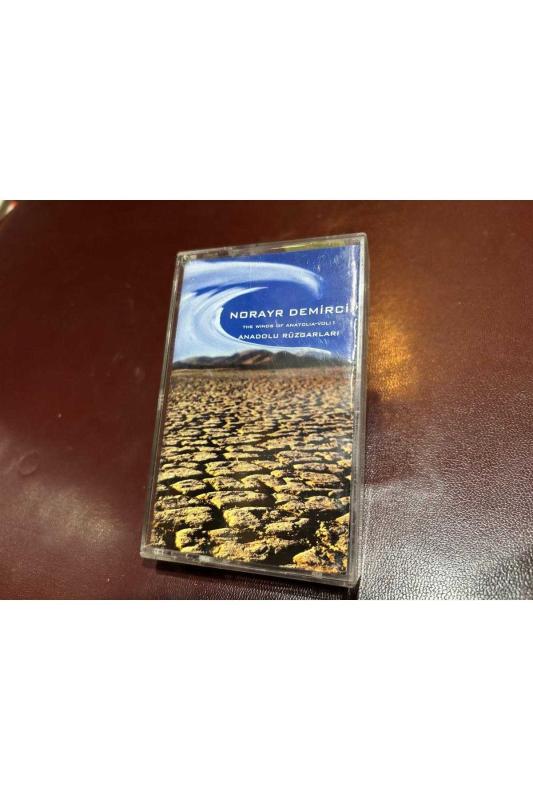 NORAYR DEMİRCİ
THE WINDS OF ANATOLIA-VOL:1
ANADOLU RÜZGARLARI